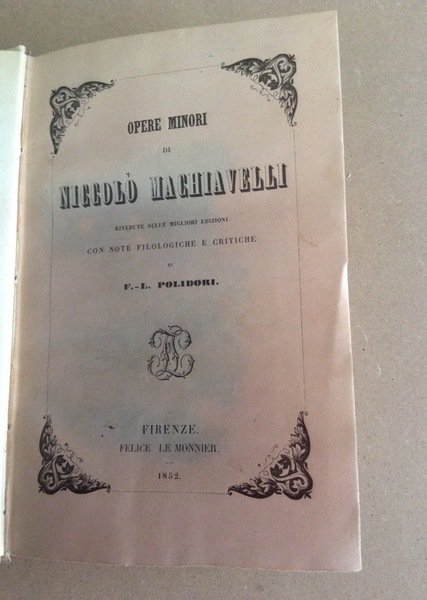 OPERE MINORI
DI
NICCOLÒ MACHIAVELLI
RIVEDUTE SULLE MIGLIORI EDIZIONI
CON NOTE FILOLOGICHE E CRITICHE
DI
F.-L. POLIDORI.
FIRENZE.
FELICE LE MONNIER.
1852.